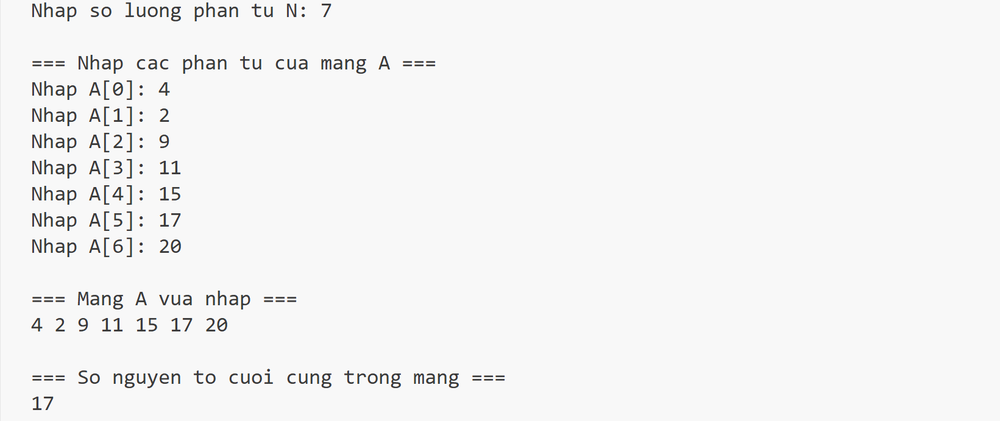 Nhap so luong phan tu N: 7
=== Nhap cac phan tu cua mang A ===
Nhap A[0]: 4
Nhap A[1]: 2
Nhap A[2]: 9
Nhap A[3]: 11
Nhap A[4]: 15
Nhap A[5]: 17
Nhap A[6]: 20
=== Mang A vua nhap ===
4 2 9 11 15 17 20
=== So nguyen to cuoi cung trong mang ===
17